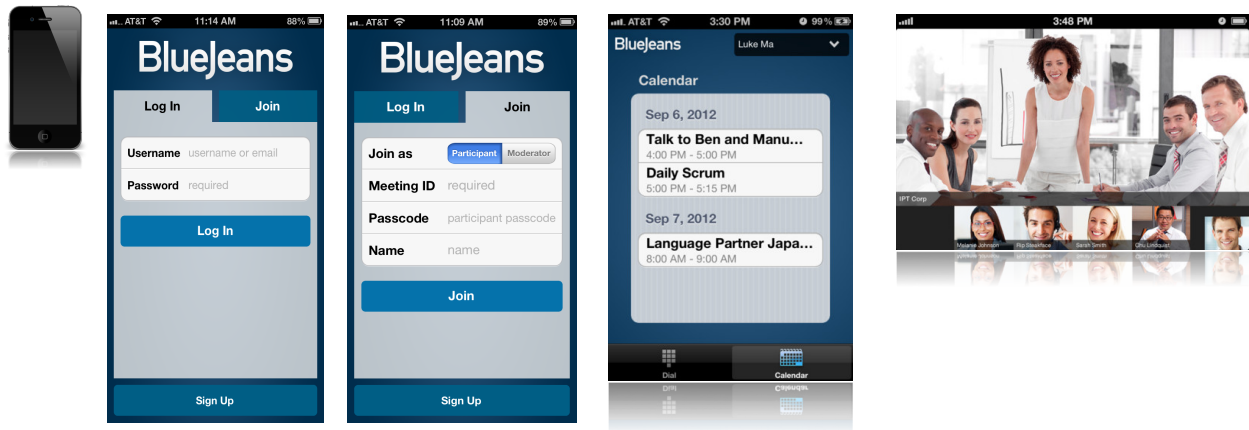 AT&T 11:14 AM 88%
BlueJeans
Log In Join
Username username or email
Password required
Log In
Sign Up
AT&T 11:09 AM 89%
BlueJeans
Log In Join
Join as Participant Moderator
Meeting ID required
Passcode participant passcode
Name name
Join
Sign Up
AT&T 3:30 PM 99%
BlueJeans Luke Ma
Calendar
Sep 6, 2012
Talk to Ben and Manu...
4:00 PM - 5:00 PM
Daily Scrum
5:00 PM - 5:15 PM
Sep 7, 2012
Language Partner Japa...
8:00 AM - 9:00 AM
Dial Calendar
3:48 PM
IPT Corp
Melanie Johnson Rip Steakface Sarah Smith Chu Lindquist